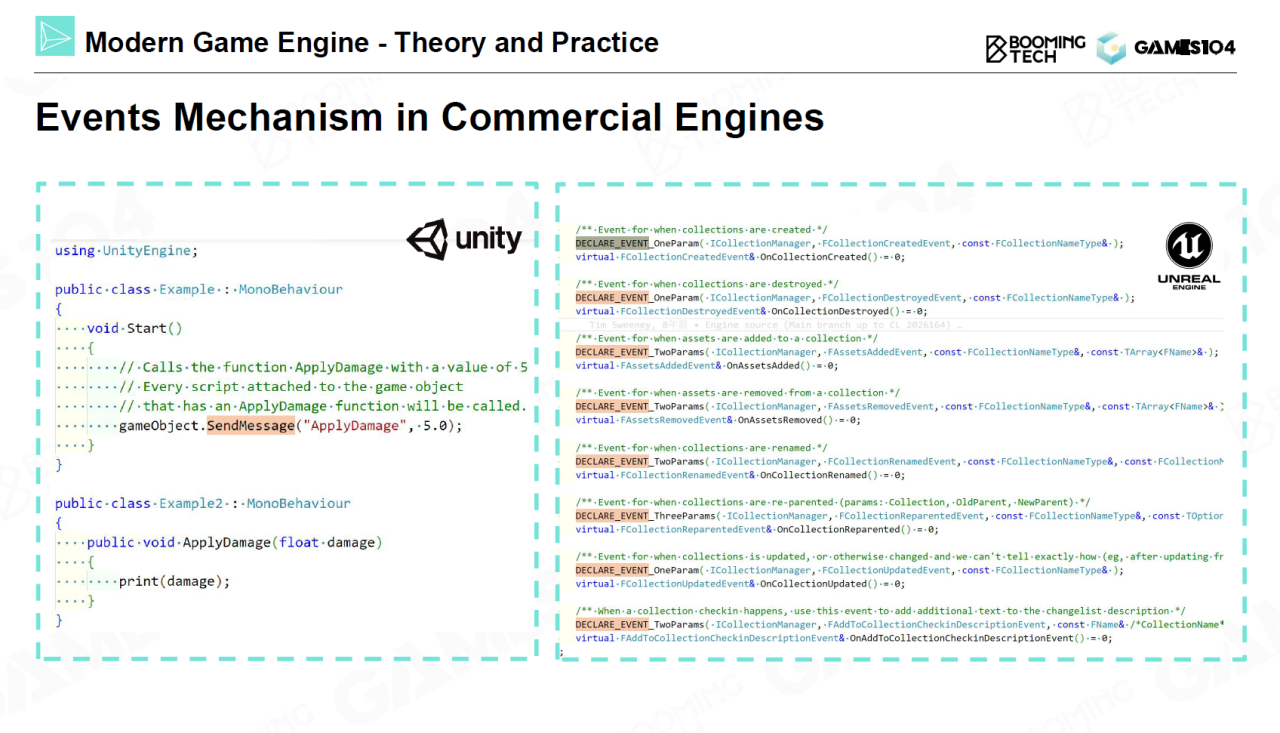 Modern Game Engine - Theory and Practice
BOOMING
TECH
GAMES104
Events Mechanism in Commercial Engines
unity
using UnityEngine;
public class Example : MonoBehaviour
{
void Start()
{
// Calls the function ApplyDamage with a value of 5
// Every script attached to the game object
// that has an ApplyDamage function will be called.
gameObject.SendMessage("ApplyDamage", 5.0);
}
}
public class Example2 : MonoBehaviour
{
public void ApplyDamage(float damage)
{
print(damage);
}
}
UNREAL
ENGINE
/** Event for when collections are created */
DECLARE_EVENT_OneParam( ICollectionManager, FCollectionCreatedEvent, const FCollectionNameType& );
virtual FCollectionCreatedEvent& OnCollectionCreated() = 0;
/** Event for when collections are destroyed */
DECLARE_EVENT_OneParam( ICollectionManager, FCollectionDestroyedEvent, const FCollectionNameType& );
virtual FCollectionDestroyedEvent& OnCollectionDestroyed() = 0;
Tim Sweeney, 8年前 • Engine source (Main branch up to CL 2026164) …
/** Event for when assets are added to a collection */
DECLARE_EVENT_TwoParams( ICollectionManager, FAssetsAddedEvent, const FCollectionNameType&, const TArray<FName>& );
virtual FAssetsAddedEvent& OnAssetsAdded() = 0;
/** Event for when assets are removed from a collection */
DECLARE_EVENT_TwoParams( ICollectionManager, FAssetsRemovedEvent, const FCollectionNameType&, const TArray<FName>& )
virtual FAssetsRemovedEvent& OnAssetsRemoved() = 0;
/** Event for when collections are renamed */
DECLARE_EVENT_TwoParams( ICollectionManager, FCollectionRenamedEvent, const FCollectionNameType&, const FCollectionN
virtual FCollectionRenamedEvent& OnCollectionRenamed() = 0;
/** Event for when collections are re-parented (params: Collection, OldParent, NewParent) */
DECLARE_EVENT_ThreeParams( ICollectionManager, FCollectionReparentedEvent, const FCollectionNameType&, const TOption
virtual FCollectionReparentedEvent& OnCollectionReparented() = 0;
/** Event for when collections is updated, or otherwise changed and we can't tell exactly how (eg, after updating fr
DECLARE_EVENT_OneParam( ICollectionManager, FCollectionUpdatedEvent, const FCollectionNameType& );
virtual FCollectionUpdatedEvent& OnCollectionUpdated() = 0;
/** When a collection checkin happens, use this event to add additional text to the changelist description */
DECLARE_EVENT_TwoParams( ICollectionManager, FAddToCollectionCheckinDescriptionEvent, const FName& /*CollectionName*
virtual FAddToCollectionCheckinDescriptionEvent& OnAddToCollectionCheckinDescriptionEvent() = 0;
;